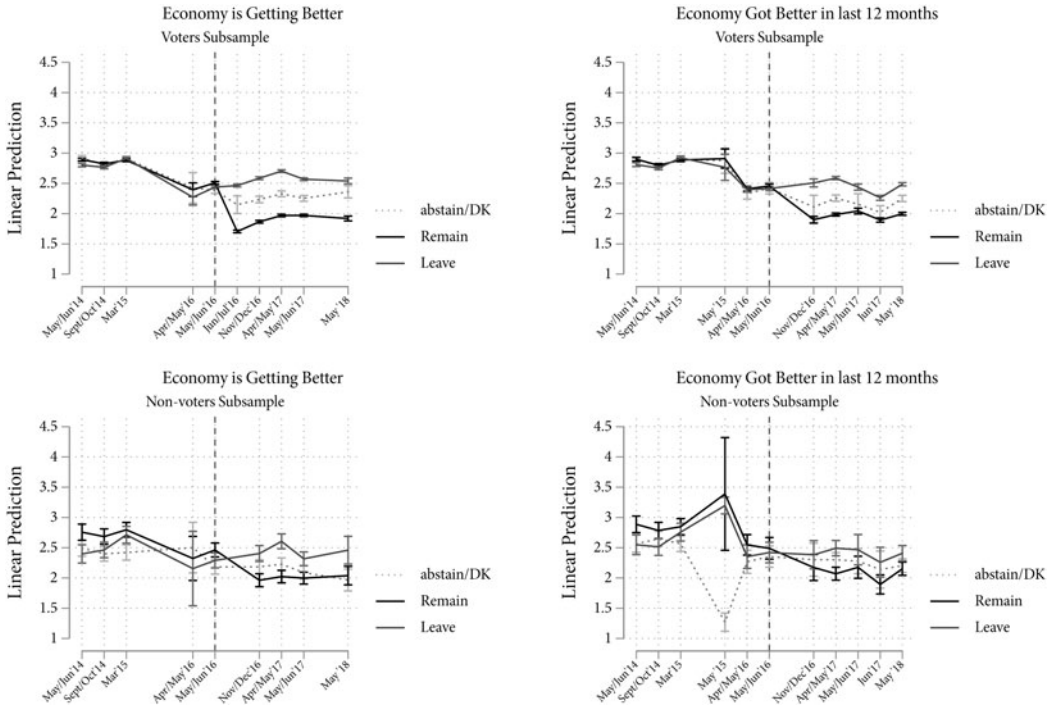 Economy is Getting Better
Voters Subsample
Linear Prediction
4.5
4
3.5
3
2.5
2
1.5
1
May/Jun'14
Sept/Oct'14
Mar'15
Apr/May'16
May/Jun'16
Jun/Jul'16
Nov/Dec'16
Apr/May'17
May/Jun'17
May '18
abstain/DK
Remain
Leave
Economy Got Better in last 12 months
Voters Subsample
Linear Prediction
4.5
4
3.5
3
2.5
2
1.5
1
May/Jun'14
Sept/Oct'14
Mar'15
May '15
Apr/May'16
May/Jun'16
Nov/Dec'16
Apr/May'17
May/Jun'17
Jun'17
May '18
abstain/DK
Remain
Leave
Economy is Getting Better
Non-voters Subsample
Linear Prediction
4.5
4
3.5
3
2.5
2
1.5
1
May/Jun'14
Sept/Oct'14
Mar'15
Apr/May'16
May/Jun'16
Nov/Dec'16
Apr/May'17
May/Jun'17
May '18
abstain/DK
Remain
Leave
Economy Got Better in last 12 months
Non-voters Subsample
Linear Prediction
4.5
4
3.5
3
2.5
2
1.5
1
May/Jun'14
Sept/Oct'14
Mar'15
May '15
Apr/May'16
May/Jun'16
Nov/Dec'16
Apr/May'17
May/Jun'17
Jun'17
May '18
abstain/DK
Remain
Leave